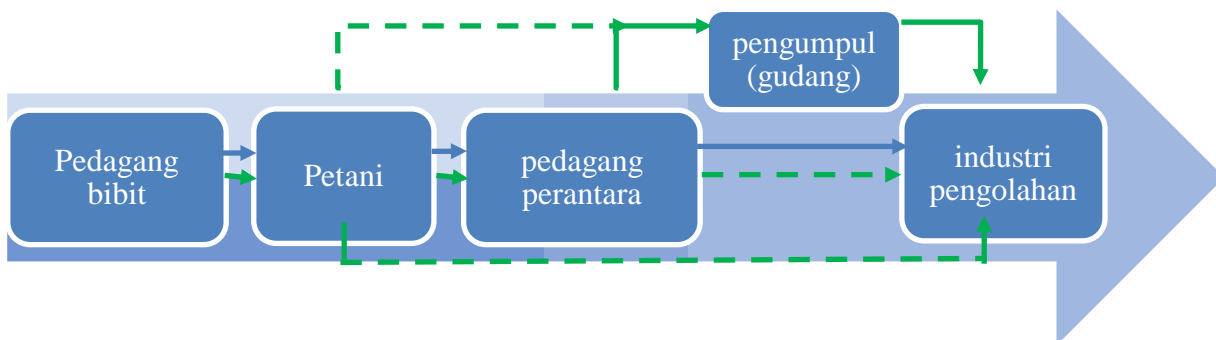 pengumpul
(gudang)
Pedagang
bibit
Petani
pedagang
perantara
industri
pengolahan